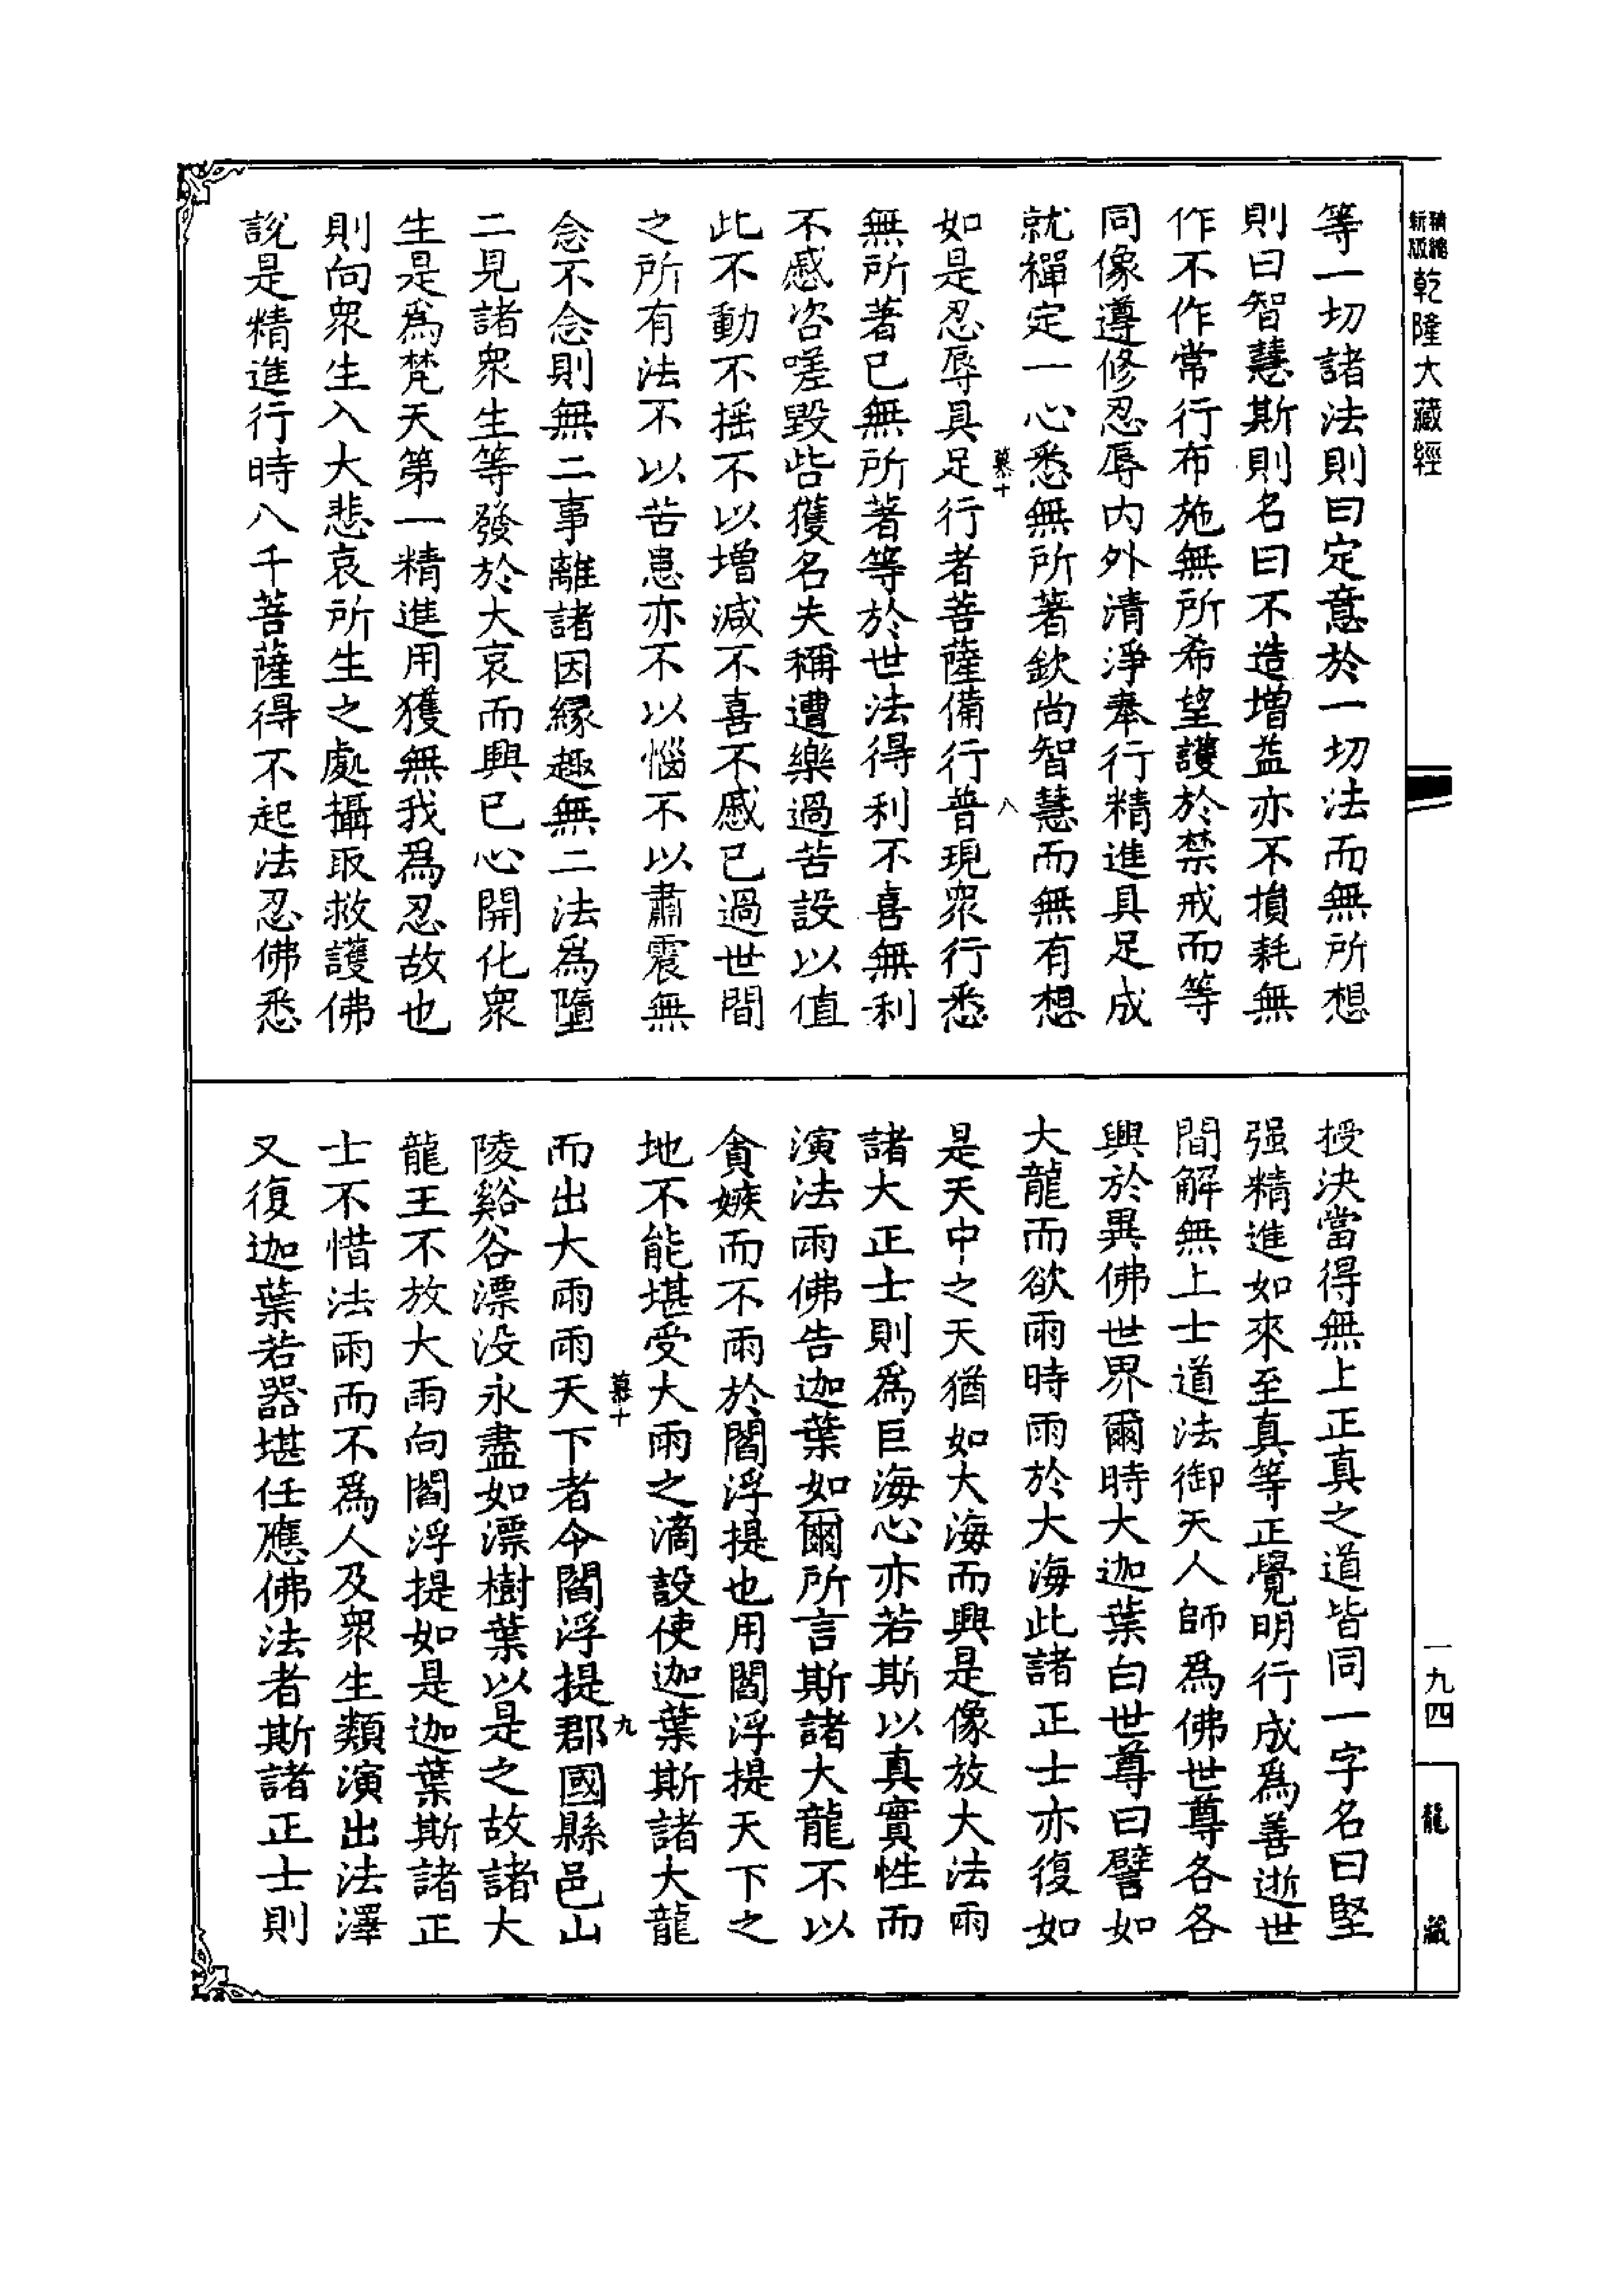 精縮
新版
乾隆大藏經
等一切諸法則曰定意於一切法而無所想
則曰智慧斯則名曰不造增益亦不損耗無
作不作常行布施無所希望護於禁戒而等
同像遵修忍辱內外清淨奉行精進具足成
就禪定一心悉無所著欽尚智慧而無有想
慕十
八
如是忍辱具足行者菩薩備行普現衆行悉
無所著已無所著等於世法得利不喜無利
不慼咨嗟毀呰獲名失稱遭樂過苦設以值
此不動不搖不以增減不喜不慼已過世間
之所有法不以苦患亦不以惱不以肅震無
念不念則無二事離諸因緣趣無二法爲墮
二見諸衆生等發於大哀而興已心開化衆
生是爲梵天第一精進用獲無我爲忍故也
則向衆生入大悲哀所生之處攝取救護佛
說是精進行時八千菩薩得不起法忍佛悉
授決當得無上正真之道皆同一字名曰堅
强精進如來至真等正覺明行成爲善逝世
間解無上士道法御天人師爲佛世尊各各
興於異佛世界爾時大迦葉白世尊曰譬如
大龍而欲雨時雨於大海此諸正士亦復如
是天中之天猶如大海而興是像放大法雨
諸大正士則爲巨海心亦若斯以真實性而
演法雨佛告迦葉如爾所言斯諸大龍不以
貪嫉而不雨於閻浮提也用閻浮提天下之
地不能堪受大雨之滴設使迦葉斯諸大龍
慕十
九
而出大雨雨天下者令閻浮提郡國縣邑山
陵谿谷漂没永盡如漂樹葉以是之故諸大
龍王不放大雨向閻浮提如是迦葉斯諸正
士不惜法雨而不爲人及衆生類演出法澤
又復迦葉若器堪任應佛法者斯諸正士則
一九四
龍藏